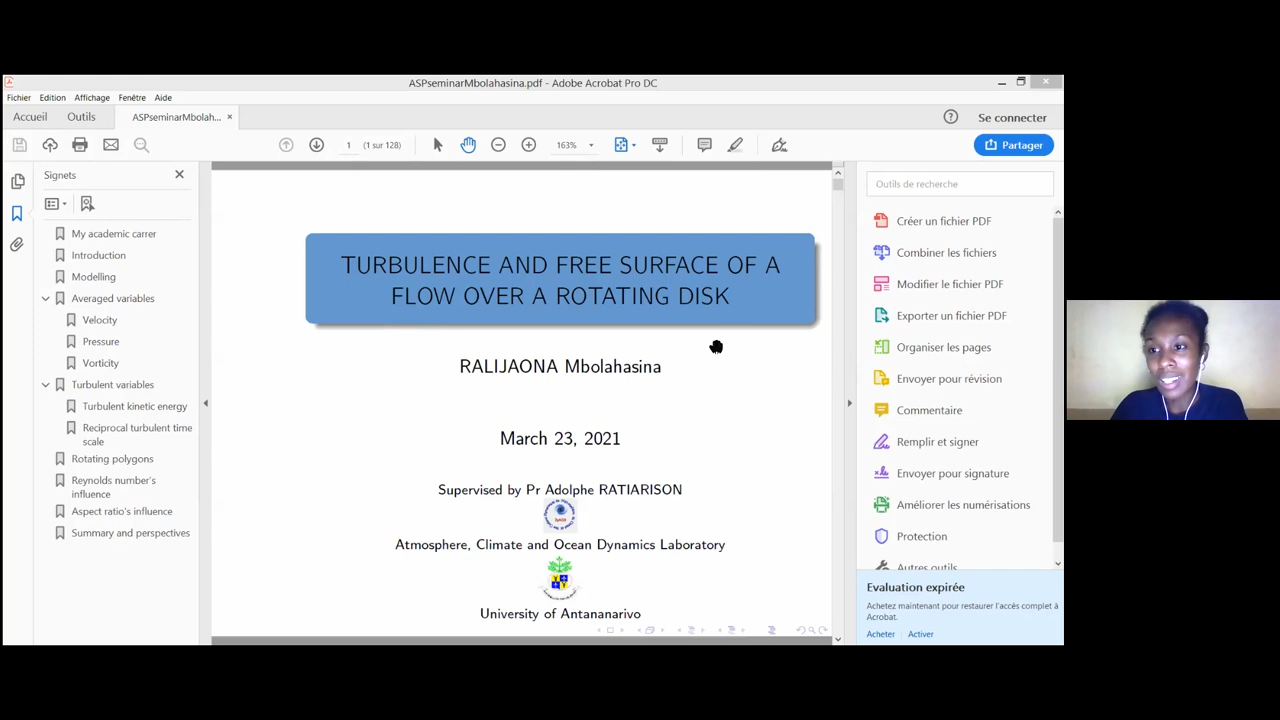 ASPseminarMbolahasina.pdf - Adobe Acrobat Pro DC
Fichier Edition Affichage Fenêtre Aide
Accueil Outils ASPseminarMbolah... × Se connecter
1 (1 sur 128) 163% Partager
Signets
My academic carrer
Introduction
Modelling
Averaged variables
Velocity
Pressure
Vorticity
Turbulent variables
Turbulent kinetic energy
Reciprocal turbulent time
scale
Rotating polygons
Reynolds number's
influence
Aspect ratio's influence
Summary and perspectives
TURBULENCE AND FREE SURFACE OF A
FLOW OVER A ROTATING DISK
RALIJAONA Mbolahasina
March 23, 2021
Supervised by Pr Adolphe RATIARISON
Atmosphere, Climate and Ocean Dynamics Laboratory
University of Antananarivo
Outils de recherche
Créer un fichier PDF
Combiner les fichiers
Modifier le fichier PDF
Exporter un fichier PDF
Organiser les pages
Envoyer pour révision
Commentaire
Remplir et signer
Envoyer pour signature
Améliorer les numérisations
Protection
Autres outils
Evaluation expirée
Achetez maintenant pour restaurer l'accès complet à
Acrobat.
Acheter Activer